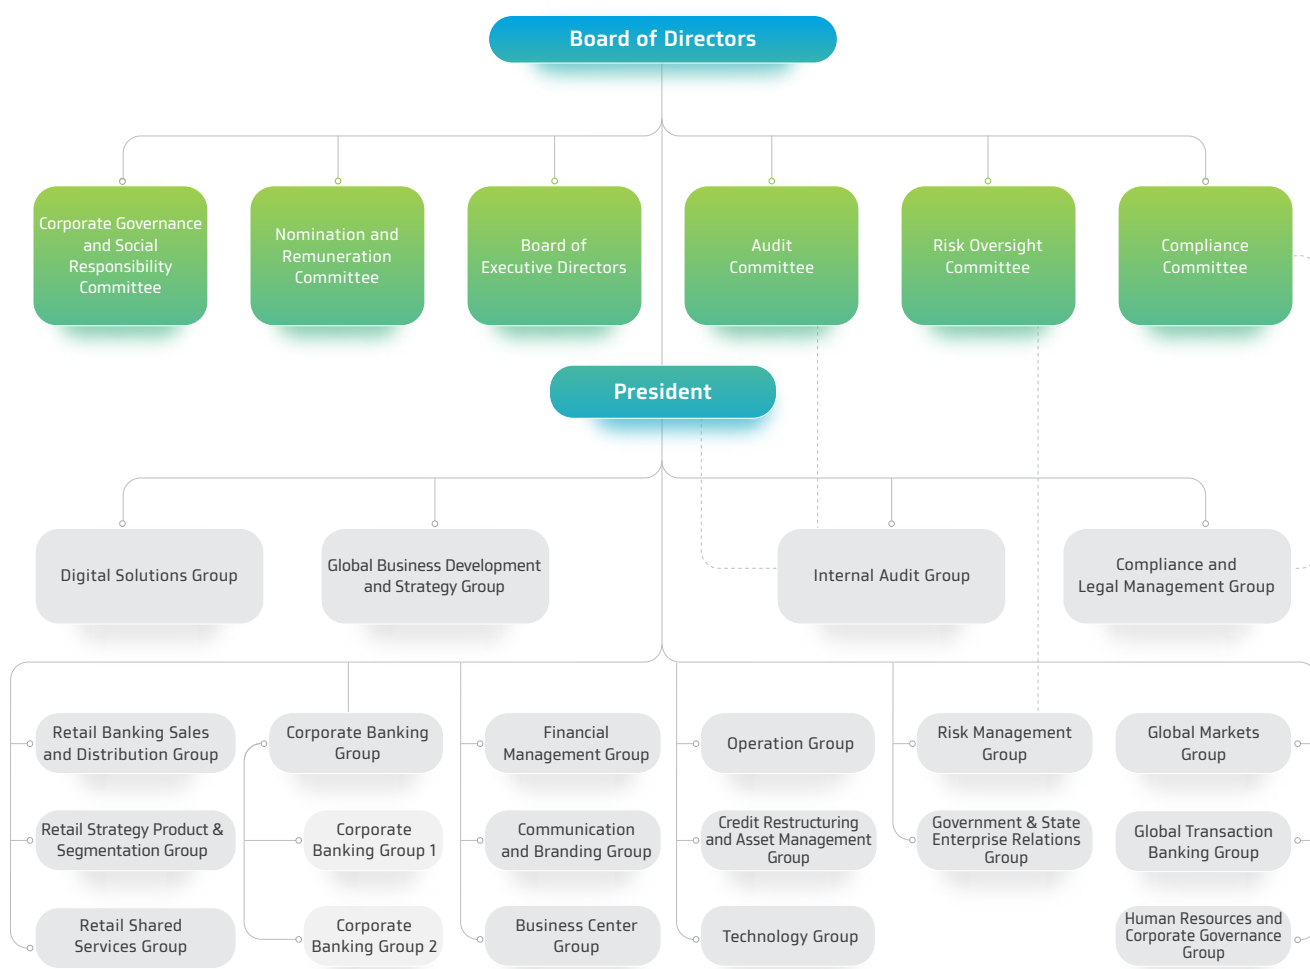 Board of Directors
Corporate Governance
and Social
Responsibility
Committee
Nomination and
Remuneration
Committee
Board of
Executive Directors
Audit
Committee
Risk Oversight
Committee
Compliance
Committee
President
Digital Solutions Group
Global Business Development
and Strategy Group
Internal Audit Group
Compliance and
Legal Management Group
Retail Banking Sales
and Distribution Group
Corporate Banking
Group
Financial
Management Group
Operation Group
Risk Management
Group
Global Markets
Group
Retail Strategy Product &
Segmentation Group
Corporate
Banking Group 1
Communication
and Branding Group
Credit Restructuring
and Asset Management
Group
Government & State
Enterprise Relations
Group
Global Transaction
Banking Group
Retail Shared
Services Group
Corporate
Banking Group 2
Business Center
Group
Technology Group
Human Resources and
Corporate Governance
Group